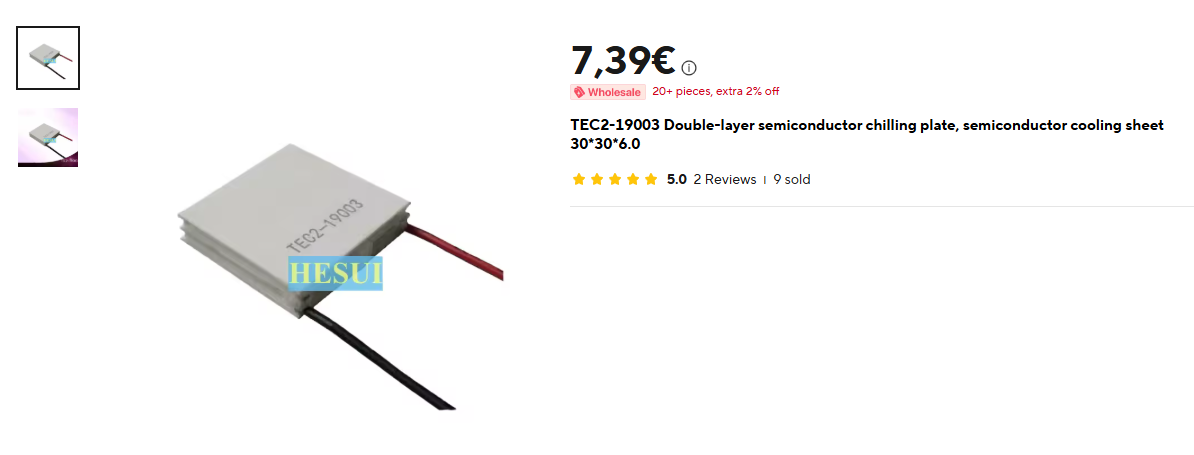 7,39€
Wholesale 20+ pieces, extra 2% off
TEC2-19003 Double-layer semiconductor chilling plate, semiconductor cooling sheet
30*30*6.0
5.0 2 Reviews 9 sold
TEC2-19003
HESUI